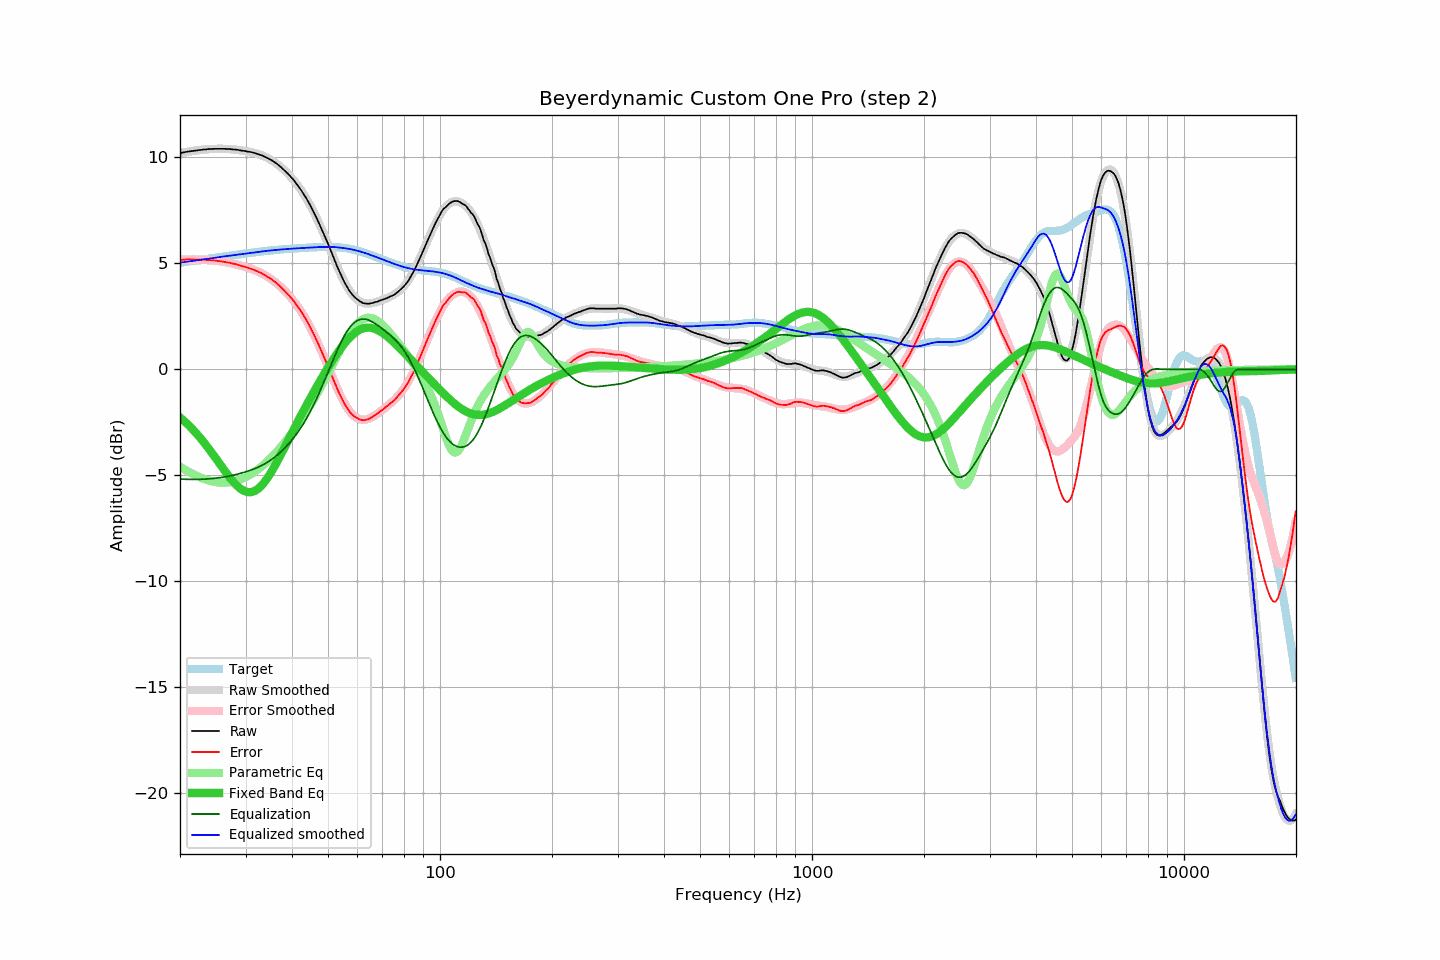 Beyerdynamic Custom One Pro (step 2)
10
5
0
−5
−10
−15
−20
Amplitude (dBr)
Target
Raw Smoothed
Error Smoothed
Raw
Error
Parametric Eq
Fixed Band Eq
Equalization
Equalized smoothed
100
1000
10000
Frequency (Hz)